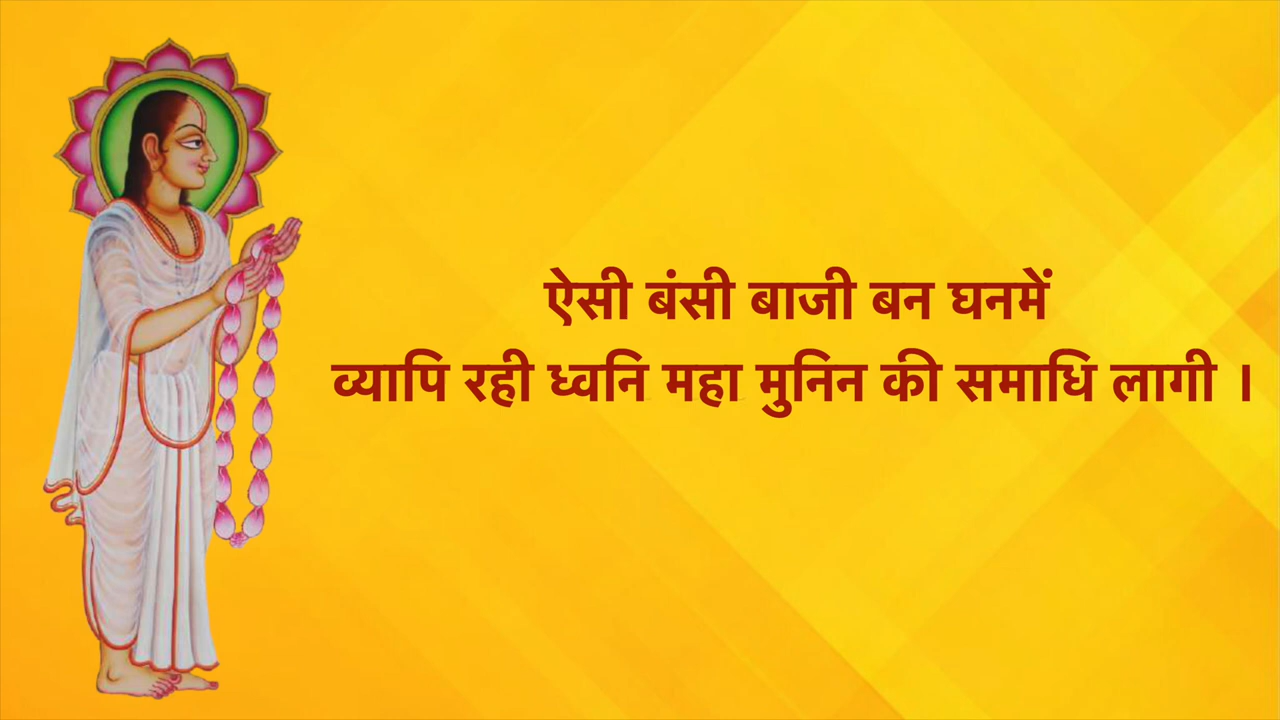 ऐसी बंसी बाजी बन घनमें
व्यापि रही ध्वनि महा मुनिन की समाधि लागी ।